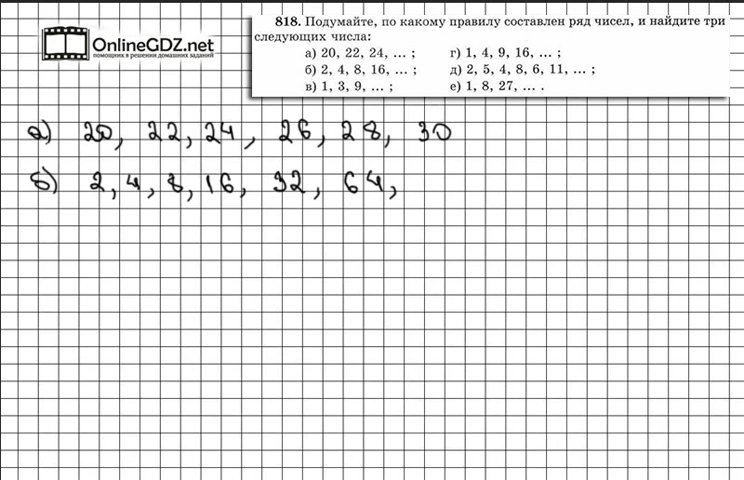 OnlineGDZ.net
помощник в решении домашних заданий
818. Подумайте, по какому правилу составлен ряд чисел, и найдите три
следующих числа:
а) 20, 22, 24, ... ;
г) 1, 4, 9, 16, ... ;
б) 2, 4, 8, 16, ... ;
д) 2, 5, 4, 8, 6, 11, ... ;
в) 1, 3, 9, ... ;
е) 1, 8, 27, ... .
а) 20, 22, 24, 26, 28, 30
б) 2, 4, 8, 16, 32, 64,